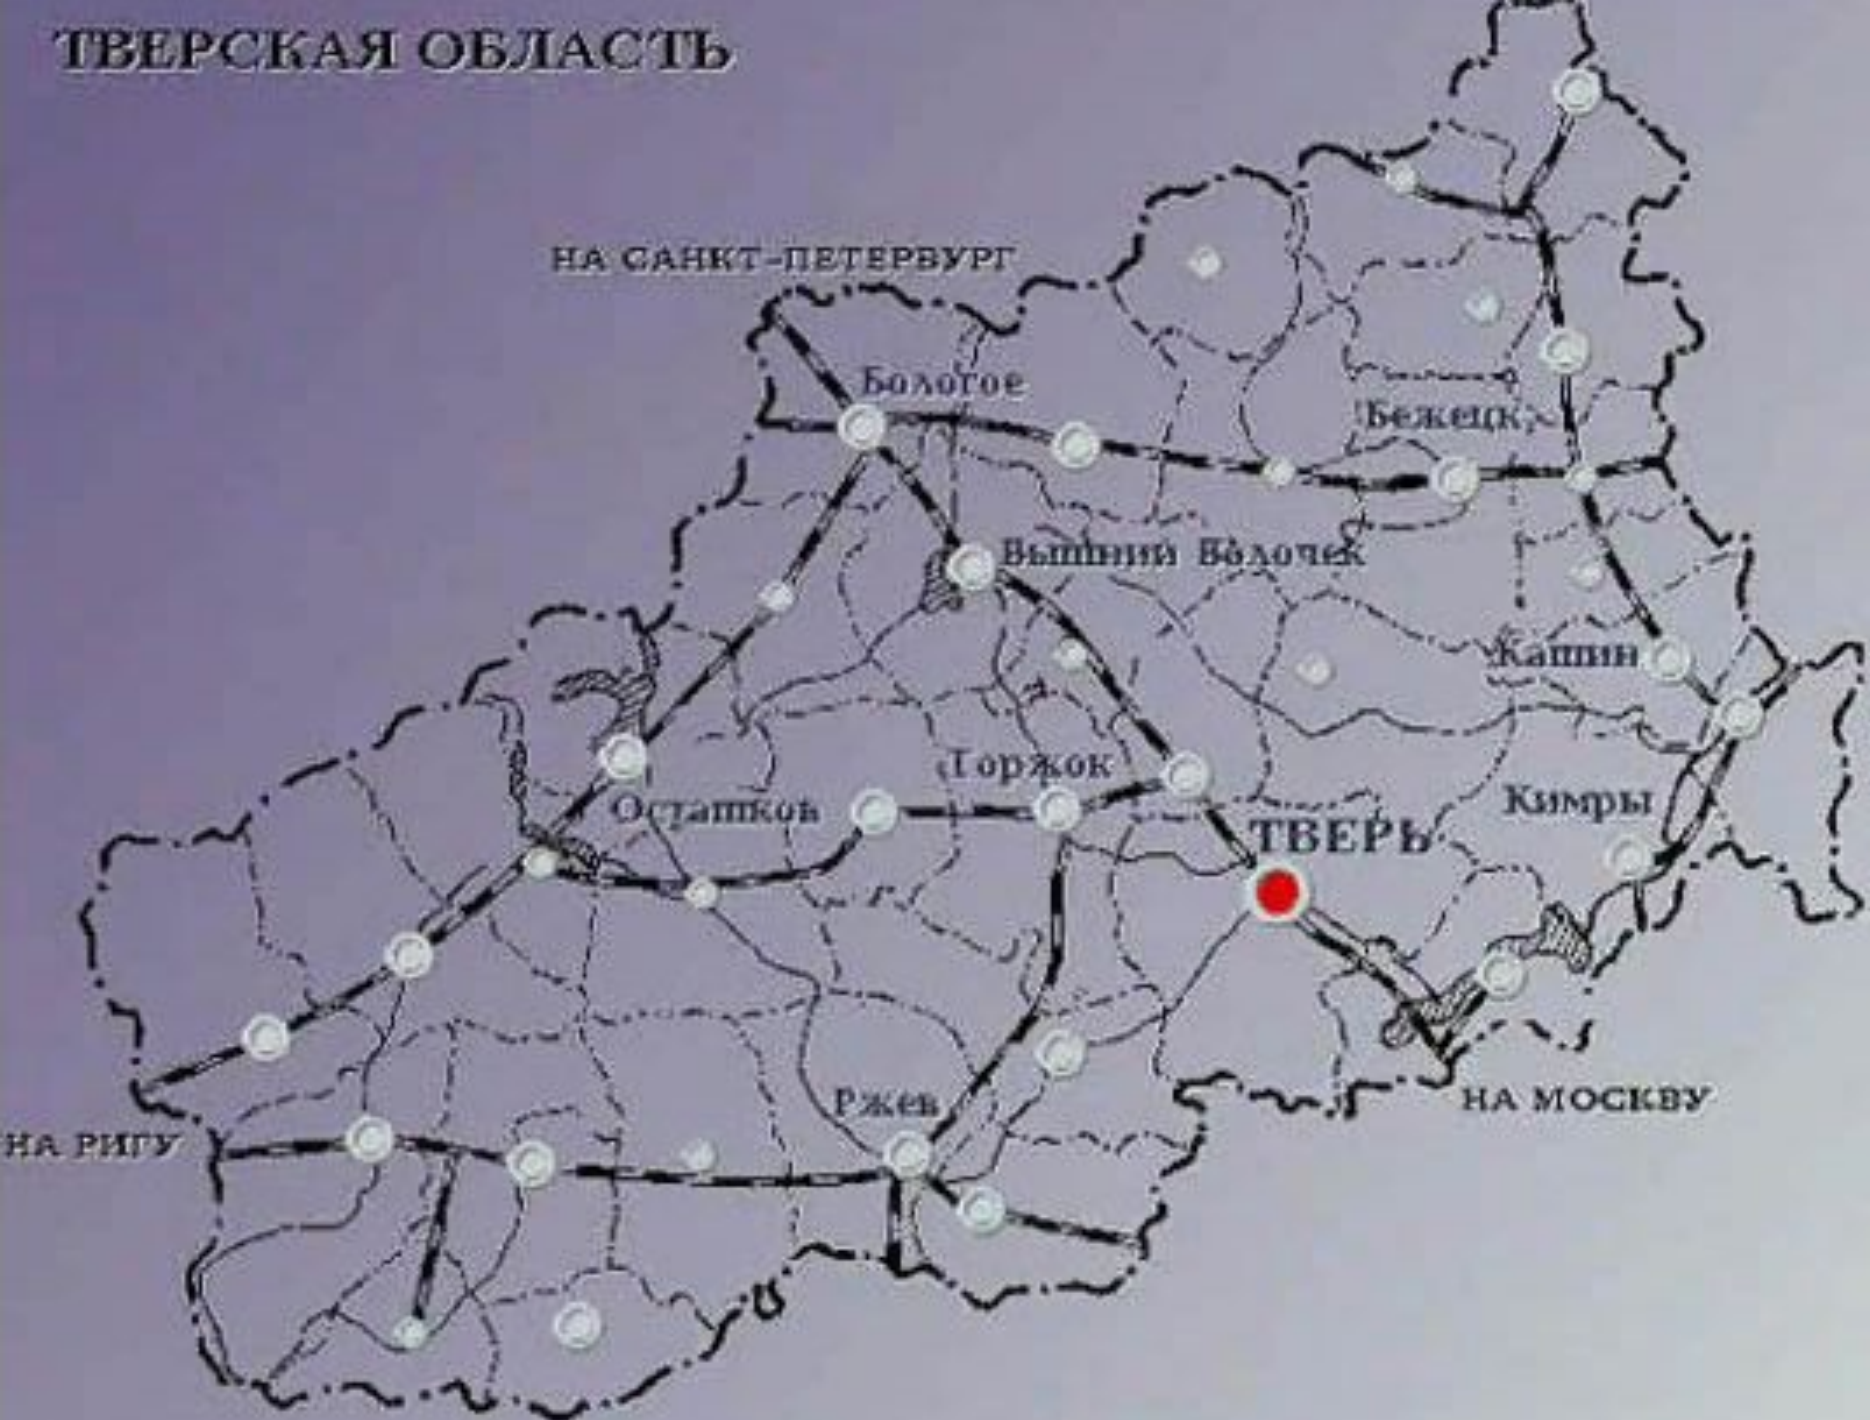 ТВЕРСКАЯ ОБЛАСТЬ
НА САНКТ-ПЕТЕРБУРГ
Бологое
Бежецк
Вышний Волочек
Кашин
Торжок
Осташков
Кимры
ТВЕРЬ
Ржев
НА МОСКВУ
НА РИГУ